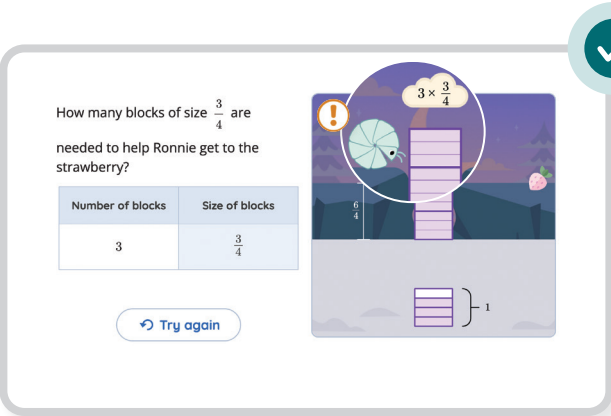 How many blocks of size 3/4 are
needed to help Ronnie get to the
strawberry?
Number of blocks Size of blocks
3 3/4
Try again
3 × 3/4
!
6/4
1